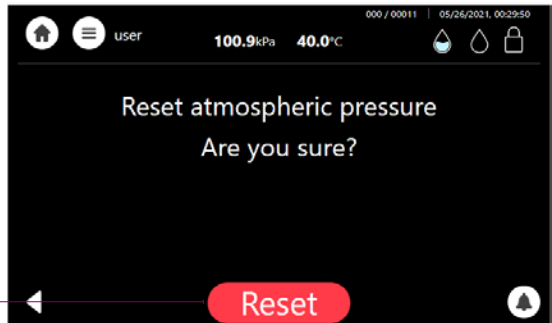 000 / 00011 | 05/26/2021, 00:29:50
user 100.9kPa 40.0°C
Reset atmospheric pressure
Are you sure?
Reset